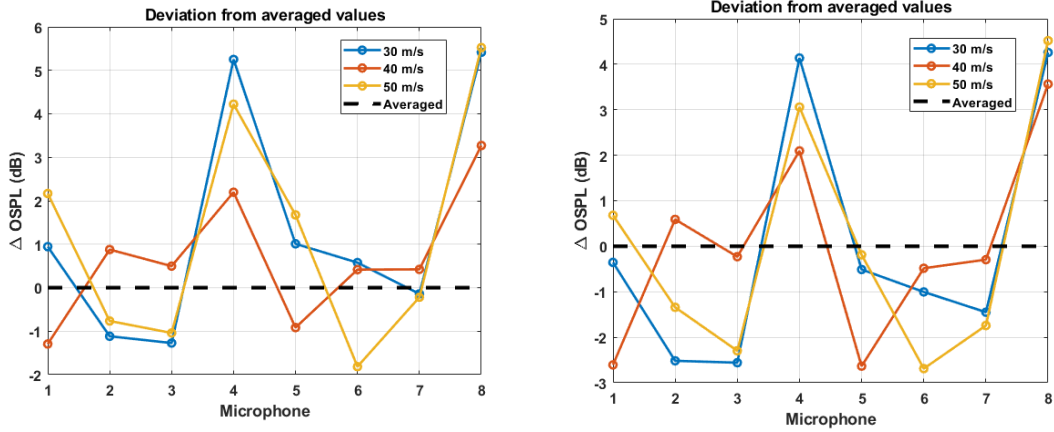 Deviation from averaged values
6
5
4
3
2
1
0
-1
-2
△ OSPL (dB)
30 m/s
40 m/s
50 m/s
Averaged
1 2 3 4 5 6 7 8
Microphone
Deviation from averaged values
5
4
3
2
1
0
-1
-2
-3
△ OSPL (dB)
30 m/s
40 m/s
50 m/s
Averaged
1 2 3 4 5 6 7 8
Microphone